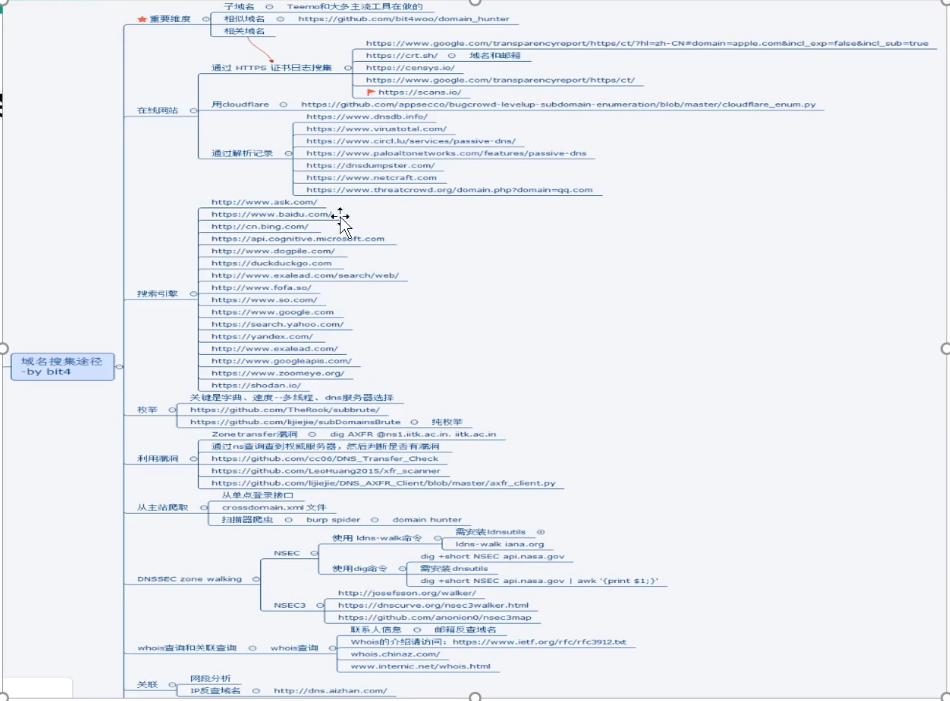 子域名 Teemo和大多主流工具在做的
重要维度 相似域名 https://github.com/bit4woo/domain_hunter
相关域名
https://www.google.com/transparencyreport/https/ct/?hl=zh-CN#domain=apple.com&incl_exp=false&incl_sub=true
https://crt.sh/ 域名和邮箱
通过 HTTPS 证书日志搜集 https://censys.io/
https://www.google.com/transparencyreport/https/ct/
https://scans.io/
在线网站 用cloudflare https://github.com/appsecco/bugcrowd-levelup-subdomain-enumeration/blob/master/cloudflare_enum.py
https://www.dnsdb.info/
https://www.virustotal.com/
https://www.circl.lu/services/passive-dns/
通过解析记录 https://www.paloaltonetworks.com/features/passive-dns
https://dnsdumpster.com/
https://www.netcraft.com
https://www.threatcrowd.org/domain.php?domain=qq.com
http://www.ask.com/
https://www.baidu.com/
http://cn.bing.com/
https://api.cognitive.microsoft.com
http://www.dogpile.com/
https://duckduckgo.com
http://www.exalead.com/search/web/
http://www.fofa.so/
搜索引擎 https://www.so.com/
https://www.google.com
https://search.yahoo.com/
https://yandex.com/
http://www.exalead.com/
http://www.googleapis.com/
https://www.zoomeye.org/
https://shodan.io/
域名搜集途径
-by bit4
关键是字典、速度--多线程、dns服务器选择
枚举 https://github.com/TheRook/subbrute/
https://github.com/lijiejie/subDomainsBrute 纯枚举
Zonetransfer漏洞 dig AXFR @ns1.iitk.ac.in. iitk.ac.in
通过ns查询查到权威服务器，然后判断是否有漏洞
利用漏洞 https://github.com/cc06/DNS_Transfer_Check
https://github.com/LeoHuang2015/xfr_scanner
https://github.com/lijiejie/DNS_AXFR_Client/blob/master/axfr_client.py
从单点登录接口
从主站爬取 crossdomain.xml 文件
扫描器爬虫 burp spider domain hunter
需安装ldnsutils
使用 ldns-walk命令 ldns-walk iana.org
NSEC dig +short NSEC api.nasa.gov
使用dig命令 需安装dnsutils
DNSSEC zone walking dig +short NSEC api.nasa.gov | awk '{print $1;}'
http://josefsson.org/walker/
NSEC3 https://dnscurve.org/nsec3walker.html
https://github.com/anonion0/nsec3map
联系人信息 邮箱反查域名
Whois的介绍请访问：https://www.ietf.org/rfc/rfc3912.txt
whois查询和关联查询 whois查询 whois.chinaz.com/
www.internic.net/whois.html
网段分析
关联 IP反查域名 http://dns.aizhan.com/